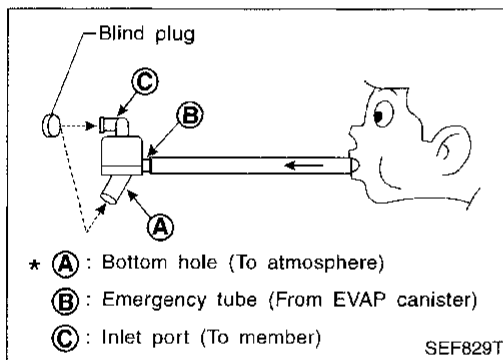 Blind plug
C
B
A
* A : Bottom hole (To atmosphere)
B : Emergency tube (From EVAP canister)
C : Inlet port (To member)
SEF829T